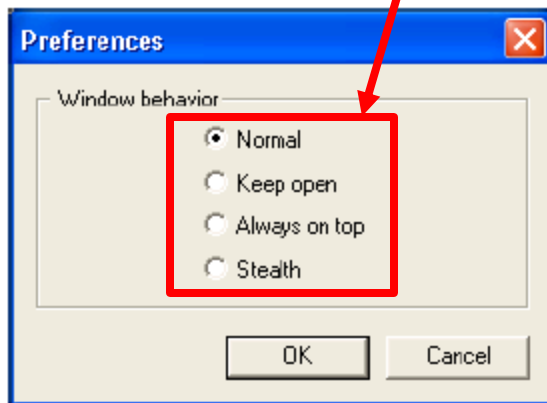 Preferences
Window behavior
Normal
Keep open
Always on top
Stealth
OK Cancel